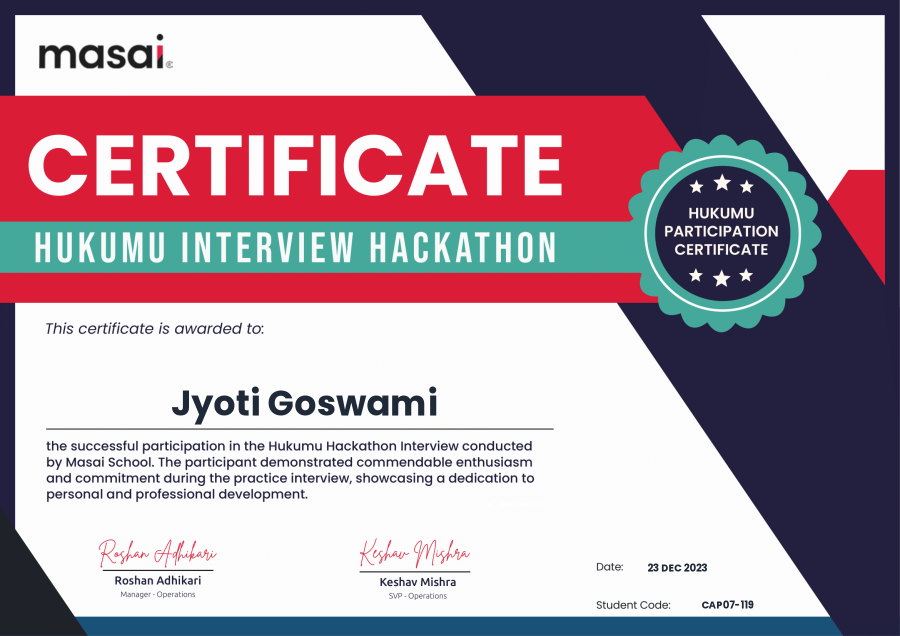 masai.
CERTIFICATE
HUKUMU INTERVIEW HACKATHON
HUKUMU
PARTICIPATION
CERTIFICATE
This certificate is awarded to:
Jyoti Goswami
the successful participation in the Hukumu Hackathon Interview conducted
by Masai School. The participant demonstrated commendable enthusiasm
and commitment during the practice interview, showcasing a dedication to
personal and professional development.
Roshan Adhikari
Roshan Adhikari
Manager - Operations
Keshav Mishra
Keshav Mishra
SVP - Operations
Date: 23 DEC 2023
Student Code: CAP07-119